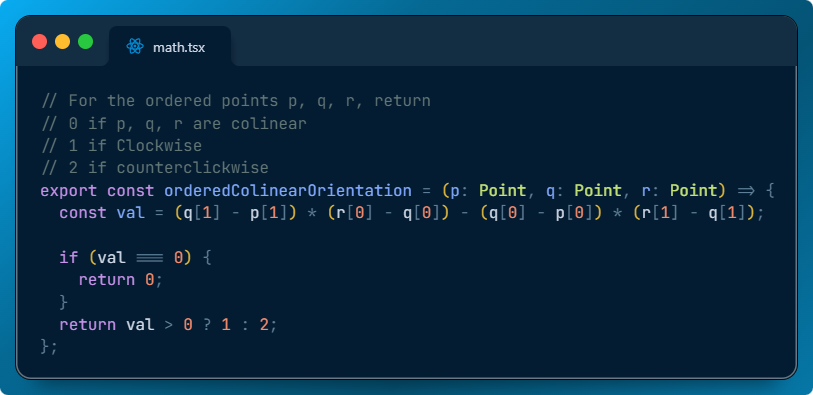 math.tsx
// For the ordered points p, q, r, return
// 0 if p, q, r are colinear
// 1 if Clockwise
// 2 if counterclickwise
export const orderedColinearOrientation = (p: Point, q: Point, r: Point) => {
  const val = (q[1] - p[1]) * (r[0] - q[0]) - (q[0] - p[0]) * (r[1] - q[1]);
  if (val === 0) {
    return 0;
  }
  return val > 0 ? 1 : 2;
};